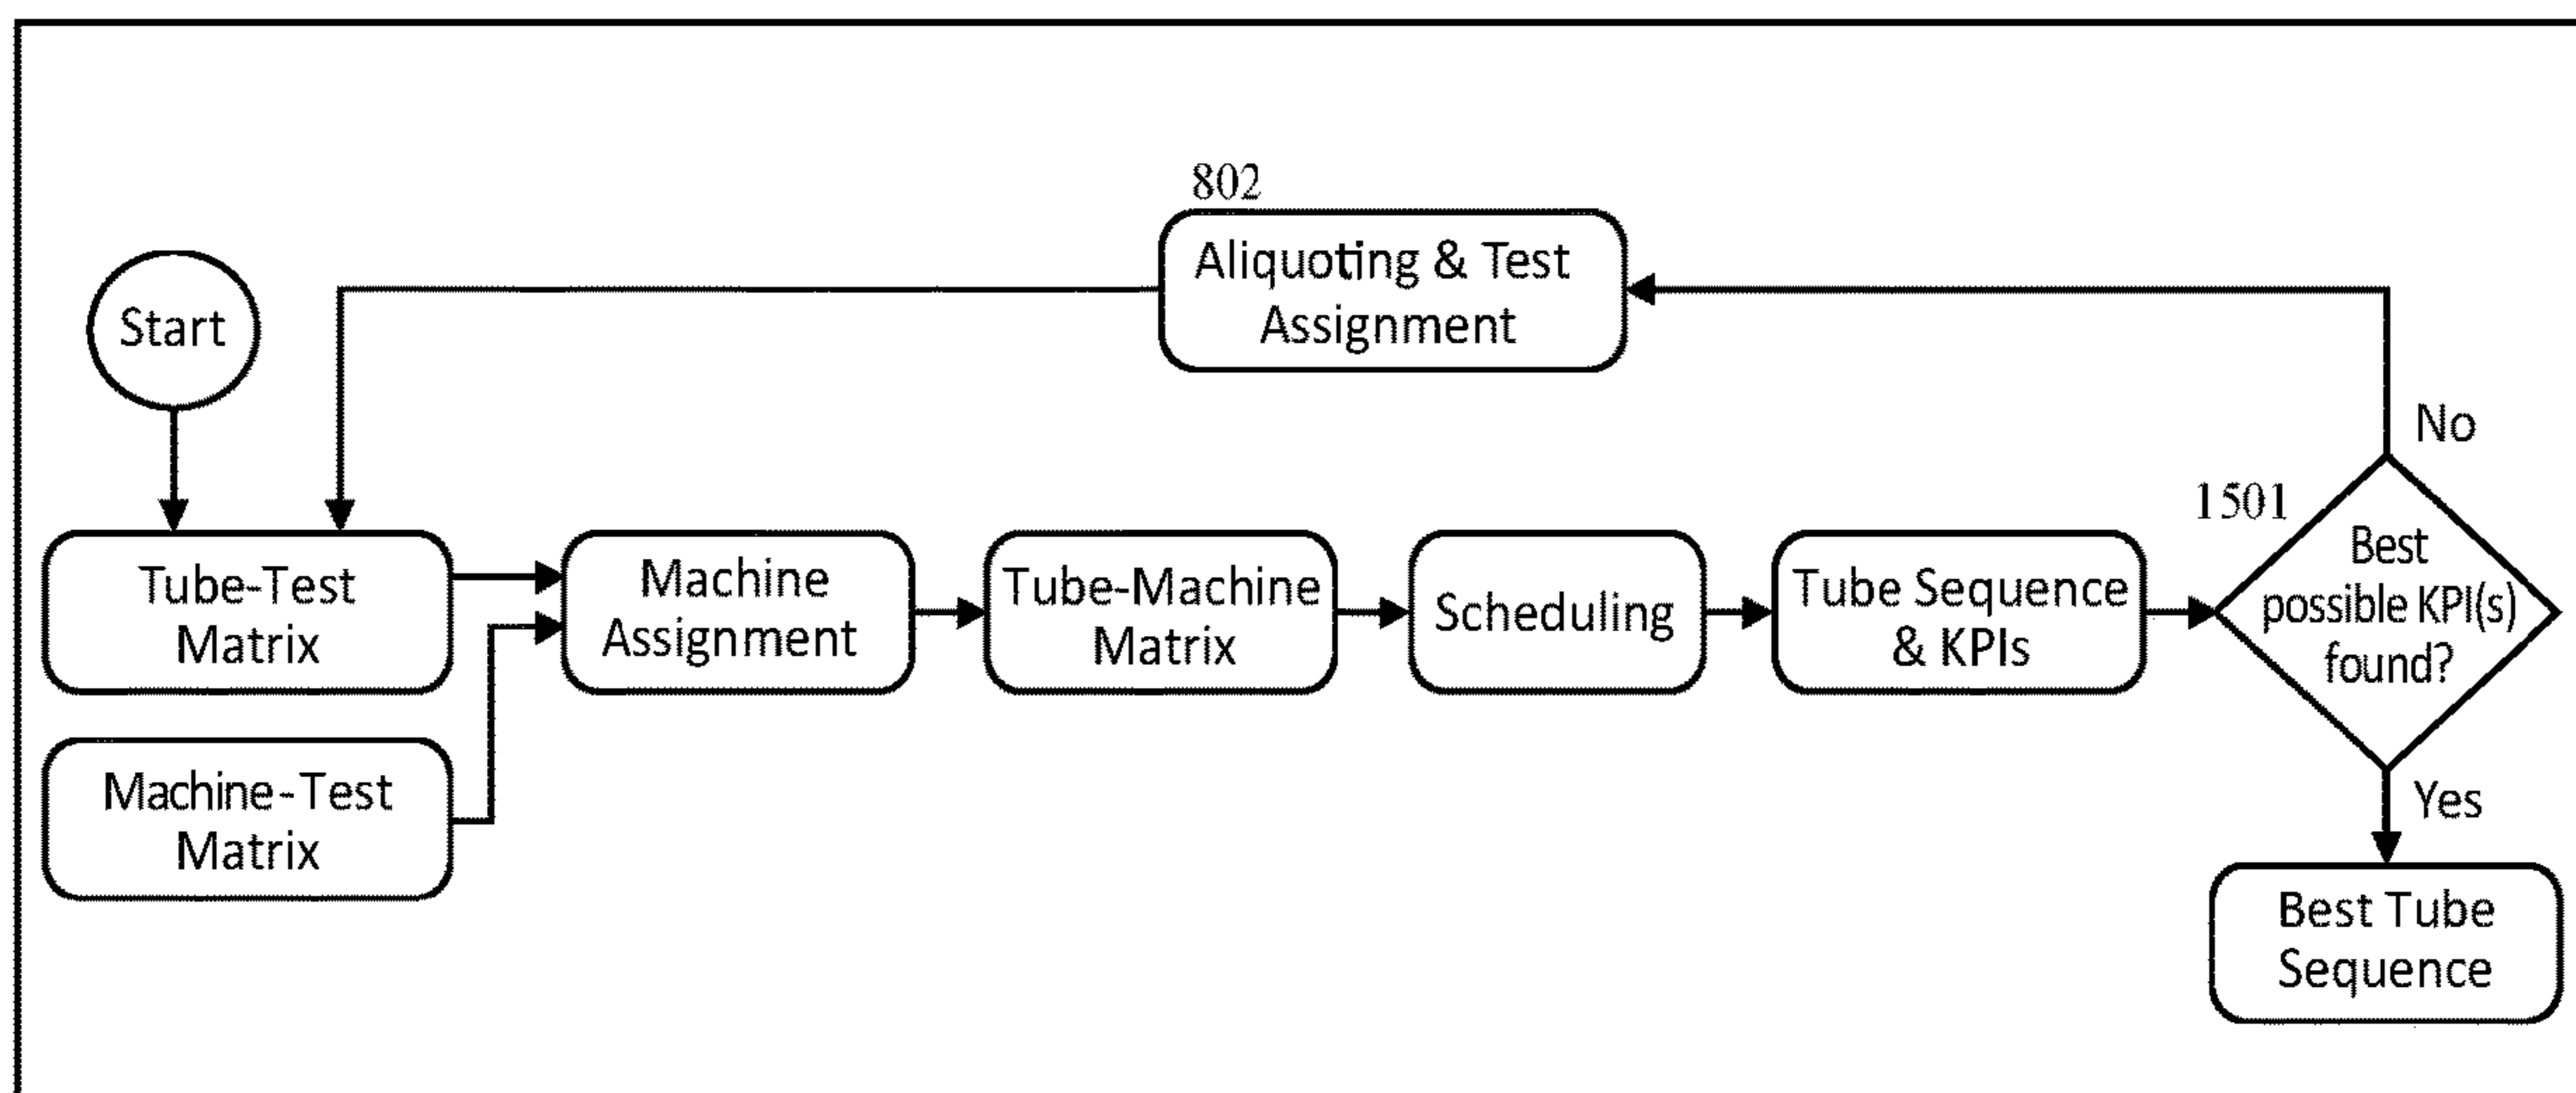 802
Aliquoting & Test
Assignment
Start
No
1501
Tube-Test
Matrix
Machine
Assignment
Tube-Machine
Matrix
Scheduling
Tube Sequence
& KPIs
Best
possible KPI(s)
found?
Machine-Test
Matrix
Yes
Best Tube
Sequence